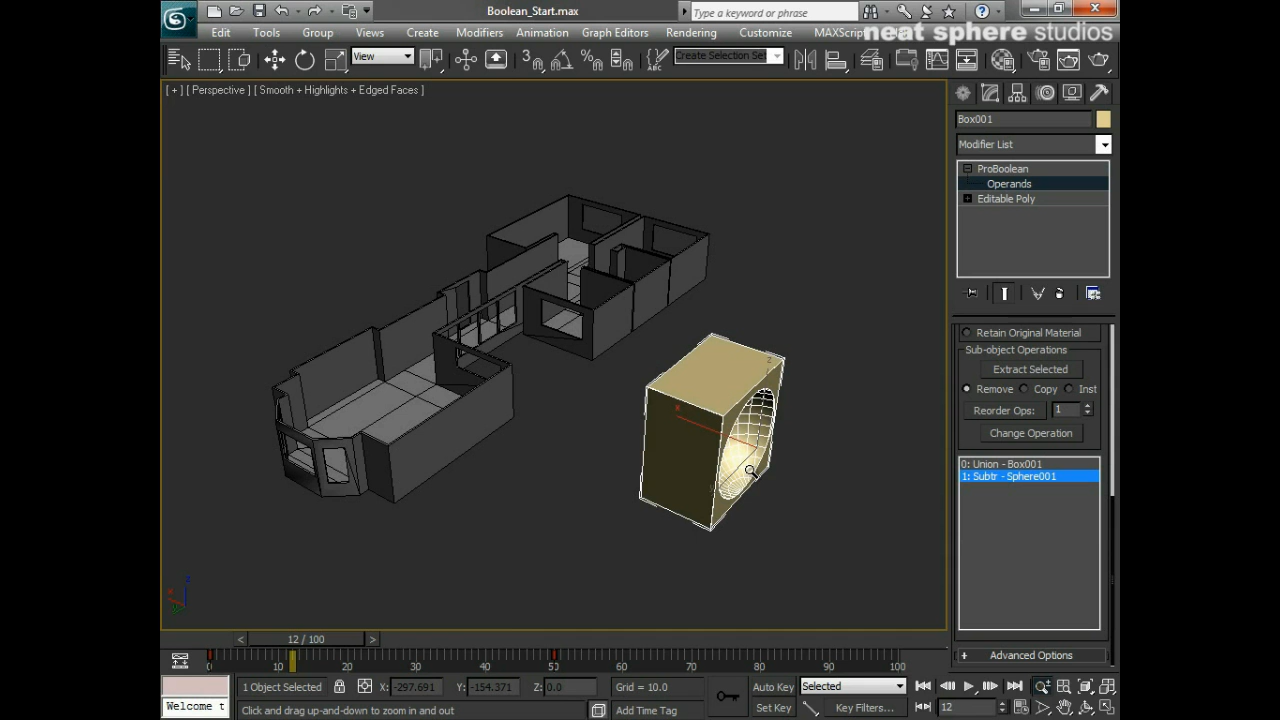 Boolean_Start.max
Type a keyword or phrase
Edit Tools Group Views Create Modifiers Animation Graph Editors Rendering Customize MAXScrip
neat sphere studios
View
3
Create Selection Set
[ + ] [ Perspective ] [ Smooth + Highlights + Edged Faces ]
Box001
Modifier List
ProBoolean
Operands
Editable Poly
Retain Original Material
Sub-object Operations
Extract Selected
Remove Copy Inst
Reorder Ops: 1
Change Operation
0: Union - Box001
1: Subtr - Sphere001
+ Advanced Options
< 12 / 100 >
0 10 20 30 40 50 60 70 80 90 100
1 Object Selected X: -297.691 Y: -154.371 Z: 0.0 Grid = 10.0 Auto Key Selected
Welcome t Click and drag up-and-down to zoom in and out Add Time Tag Set Key Key Filters... 12